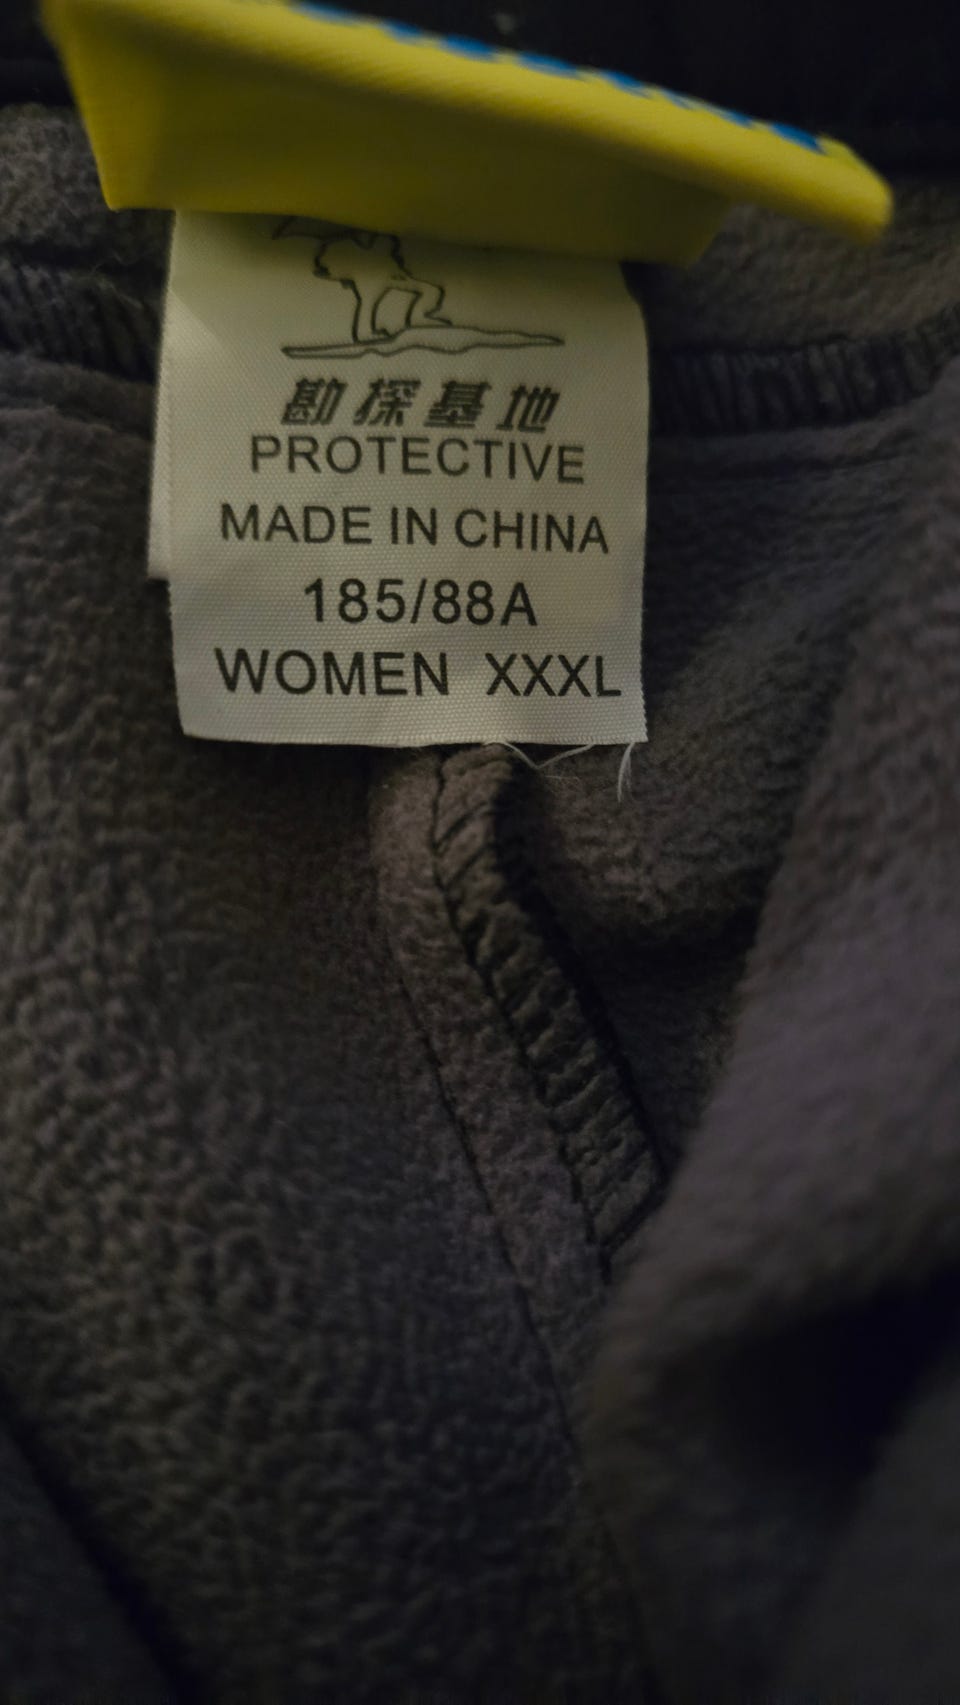 勘探基地
PROTECTIVE
MADE IN CHINA
185/88A
WOMEN XXXL